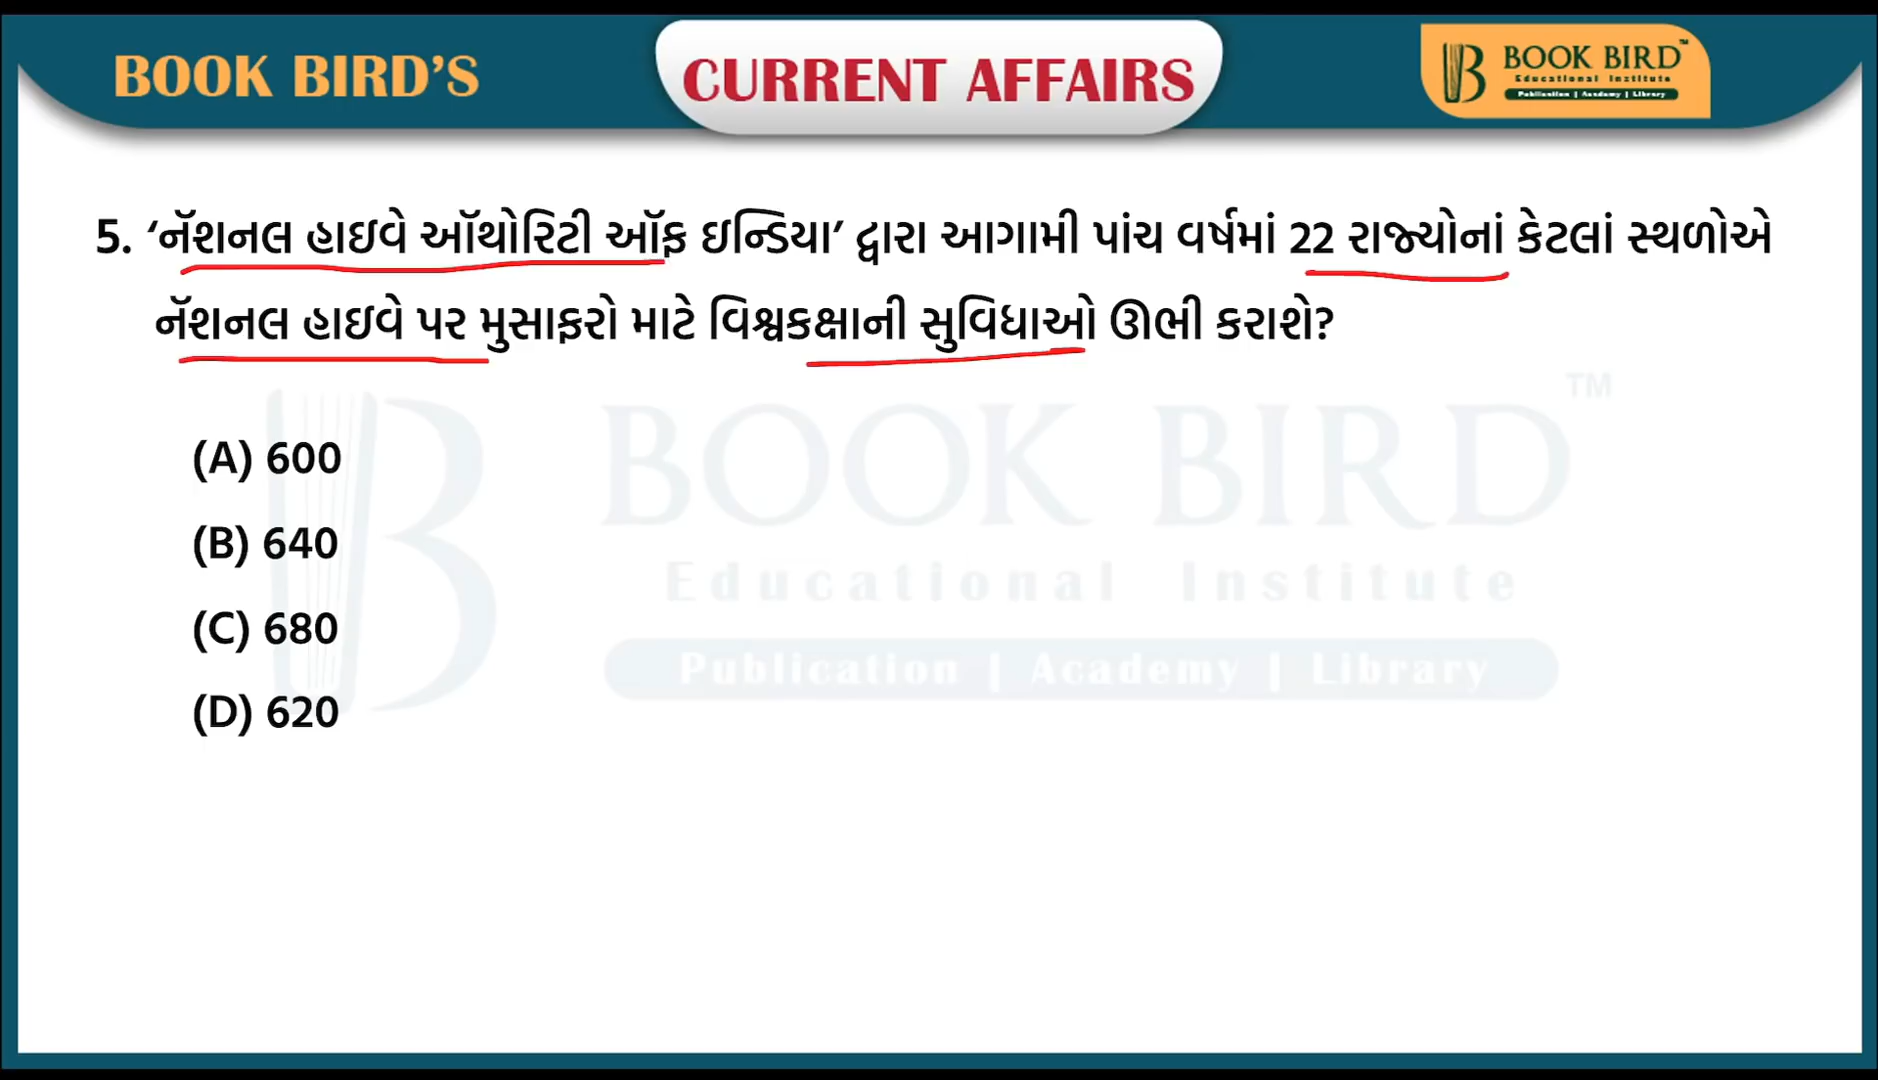 BOOK BIRD'S
CURRENT AFFAIRS
BOOK BIRD™
Educational Institute
Publication | Academy | Library
5. ‘નૅશનલ હાઇવે ઑથોરિટી ઑફ ઇન્ડિયા’ દ્વારા આગામી પાંચ વર્ષમાં 22 રાજ્યોનાં કેટલાં સ્થળોએ
નૅશનલ હાઇવે પર મુસાફરો માટે વિશ્વકક્ષાની સુવિધાઓ ઊભી કરાશે?
(A) 600
(B) 640
(C) 680
(D) 620
BOOK BIRD™
Educational Institute
Publication | Academy | Library